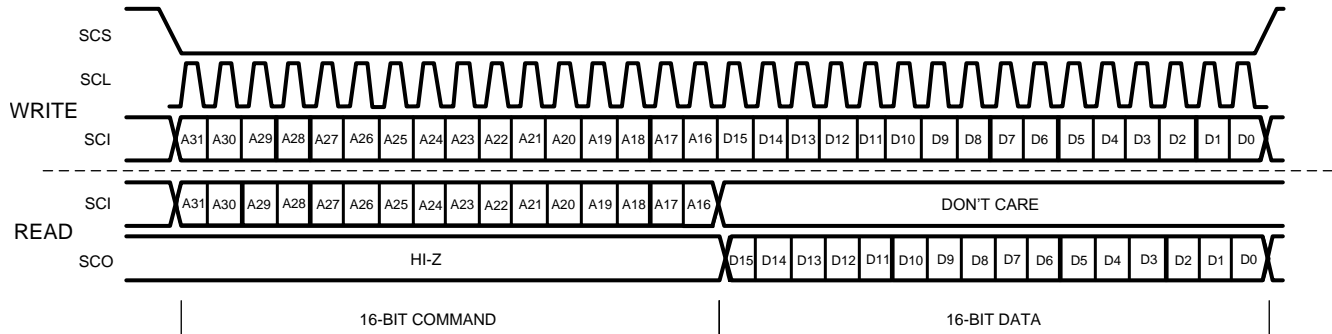 SCS
SCL
WRITE
SCI A31 A30 A29 A28 A27 A26 A25 A24 A23 A22 A21 A20 A19 A18 A17 A16 D15 D14 D13 D12 D11 D10 D9 D8 D7 D6 D5 D4 D3 D2 D1 D0
SCI A31 A30 A29 A28 A27 A26 A25 A24 A23 A22 A21 A20 A19 A18 A17 A16 DON'T CARE
READ
SCO HI-Z D15 D14 D13 D12 D11 D10 D9 D8 D7 D6 D5 D4 D3 D2 D1 D0
16-BIT COMMAND 16-BIT DATA